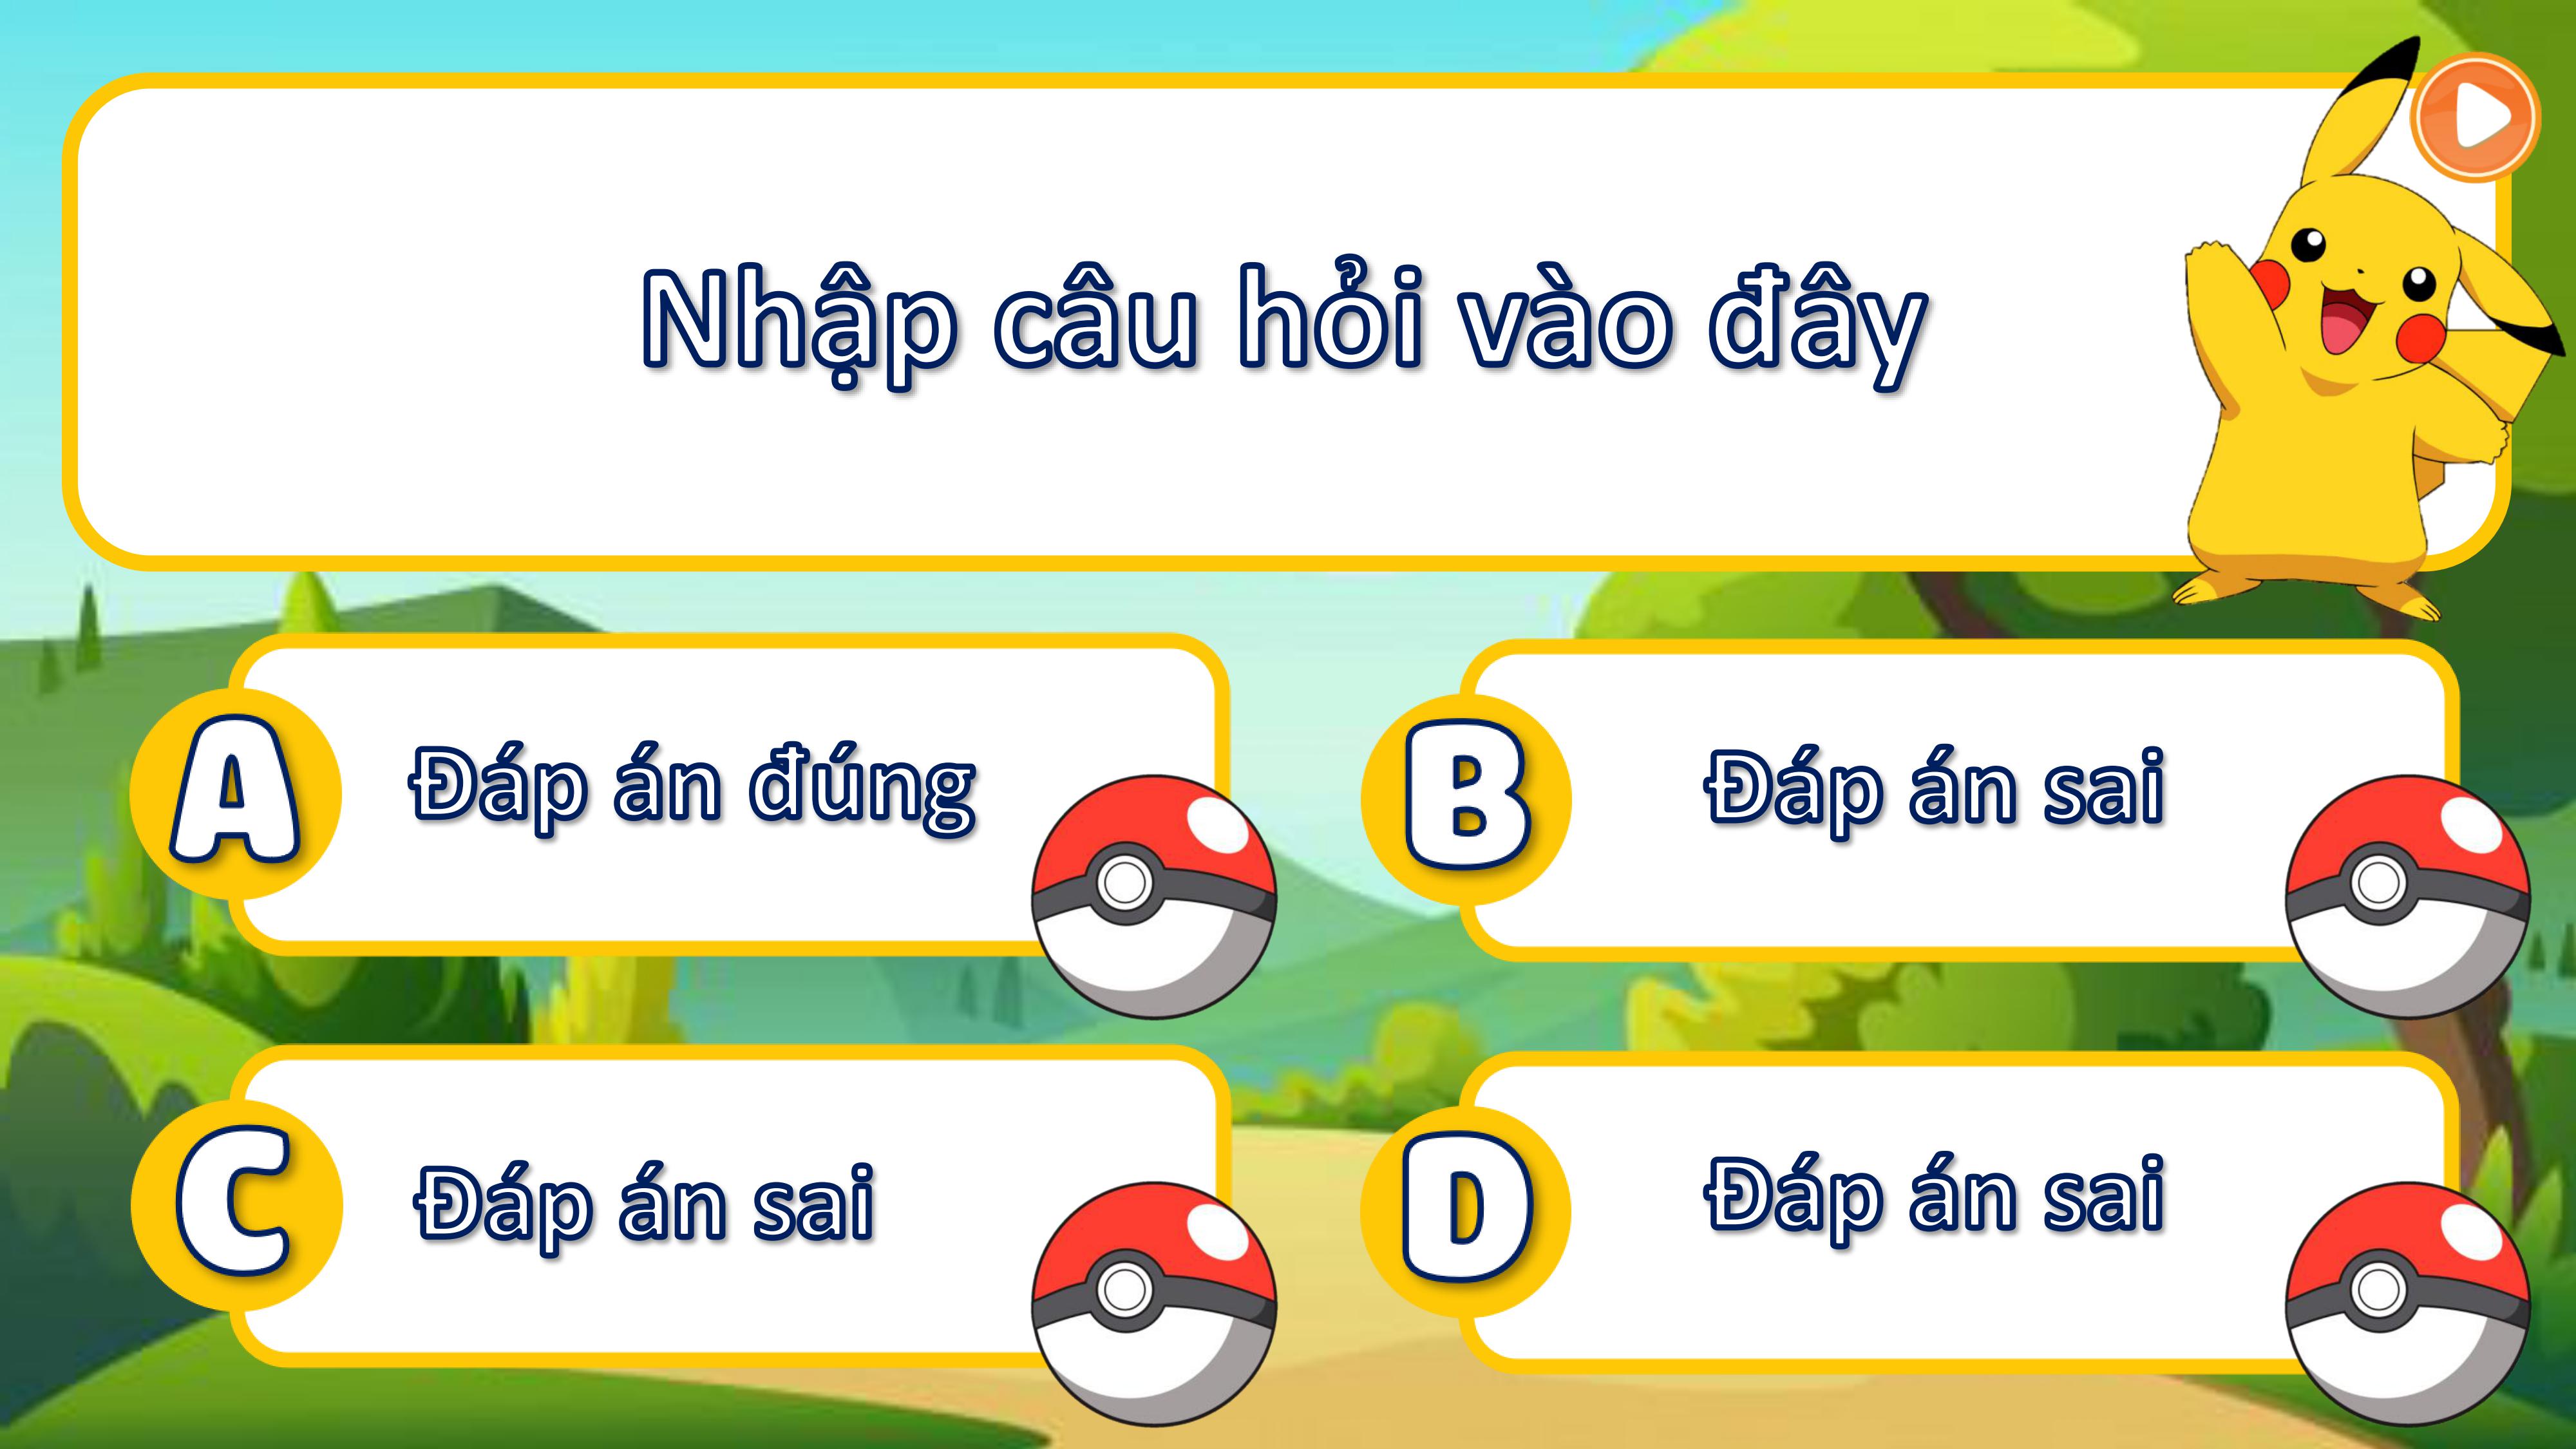 Nhập câu hỏi vào đây
A Đáp án đúng
B Đáp án sai
C Đáp án sai
D Đáp án sai